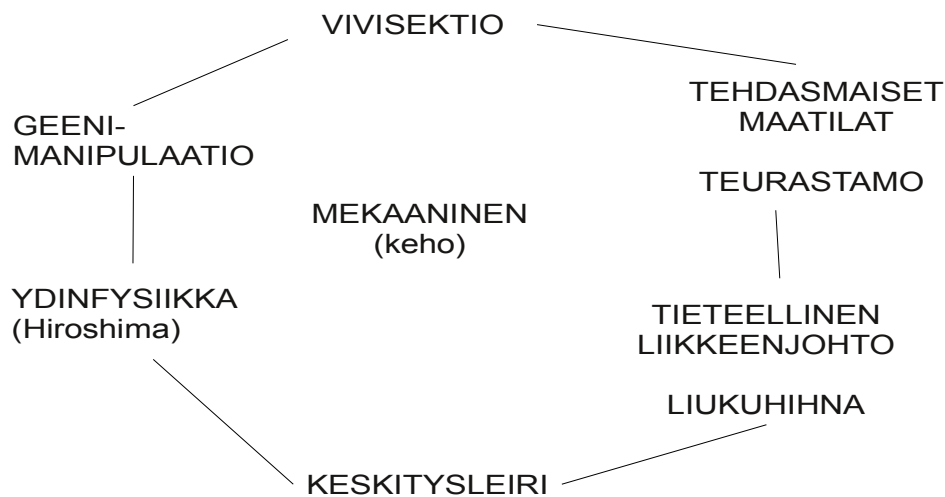 VIVISEKTIO
TEHDASMAISET
MAATILAT
GEENI-
MANIPULAATIO
TEURASTAMO
MEKAANINEN
(keho)
YDINFYSIIKKA
(Hiroshima)
TIETEELLINEN
LIIKKEENJOHTO
LIUKUHIHNA
KESKITYSLEIRI